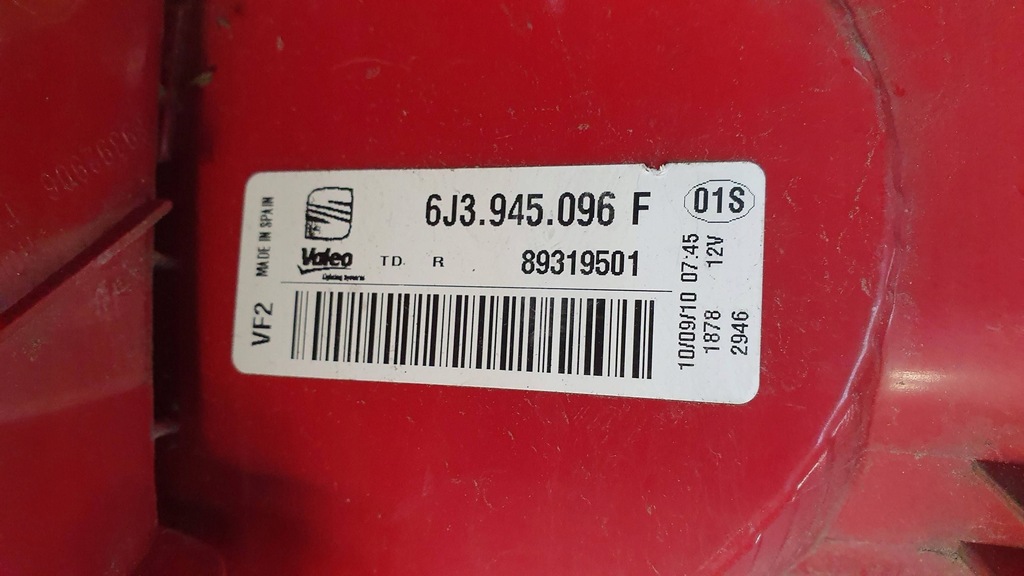 MADE IN SPAIN
VF2
6J3.945.096 F
01S
Valeo
TD R
89319501
10/09/10 07:45
1878 12V
2946